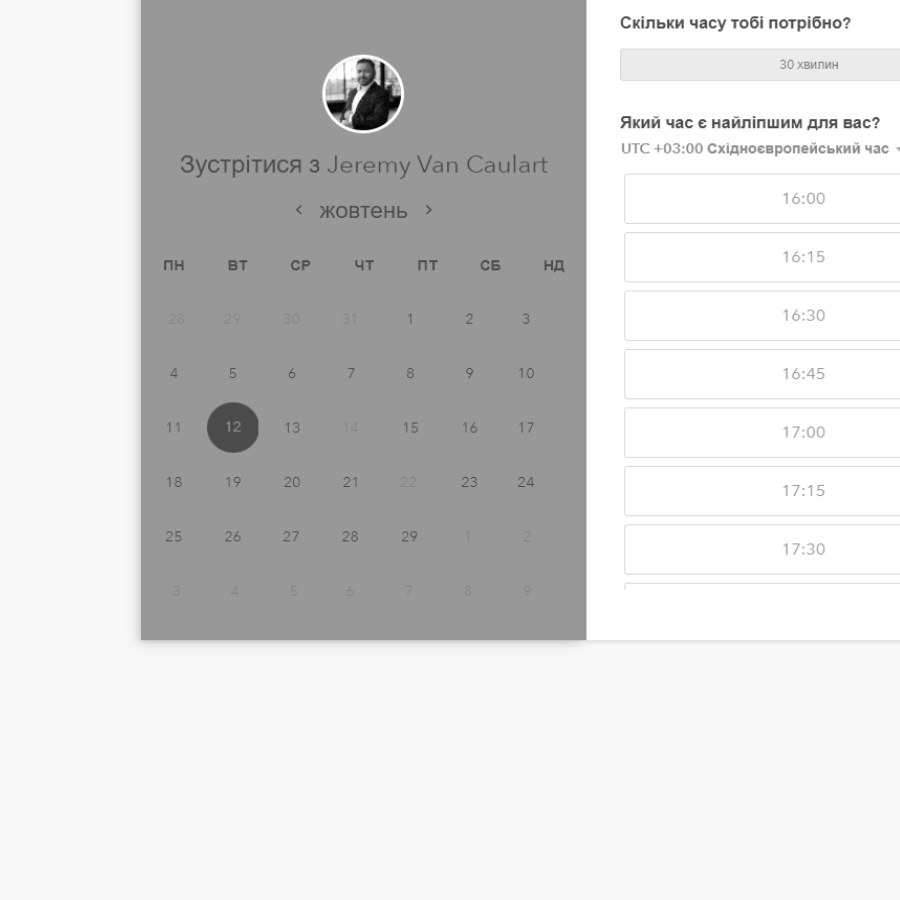 Зустрітися з Jeremy Van Caulart
жовтень
ПН ВТ СР ЧТ ПТ СБ НД
28 29 30 31 1 2 3
4 5 6 7 8 9 10
11 12 13 14 15 16 17
18 19 20 21 22 23 24
25 26 27 28 29 1 2
3 4 5 6 7 8 9
Скільки часу тобі потрібно?
30 хвилин
Який час є найліпшим для вас?
UTC +03:00 Східноєвропейський час
16:00
16:15
16:30
16:45
17:00
17:15
17:30